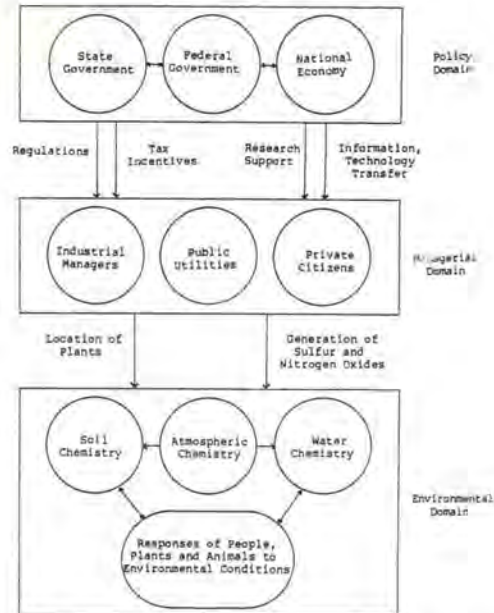 State
Government
Federal
Government
National
Economy
Policy
Domain
Regulations
Tax
Incentives
Research
Support
Information,
Technology
Transfer
Industrial
Managers
Public
Utilities
Private
Citizens
Managerial
Domain
Location of
Plants
Generation of
Sulfur and
Nitrogen Oxides
Soil
Chemistry
Atmospheric
Chemistry
Water
Chemistry
Environmental
Domain
Responses of People,
Plants and Animals to
Environmental Conditions